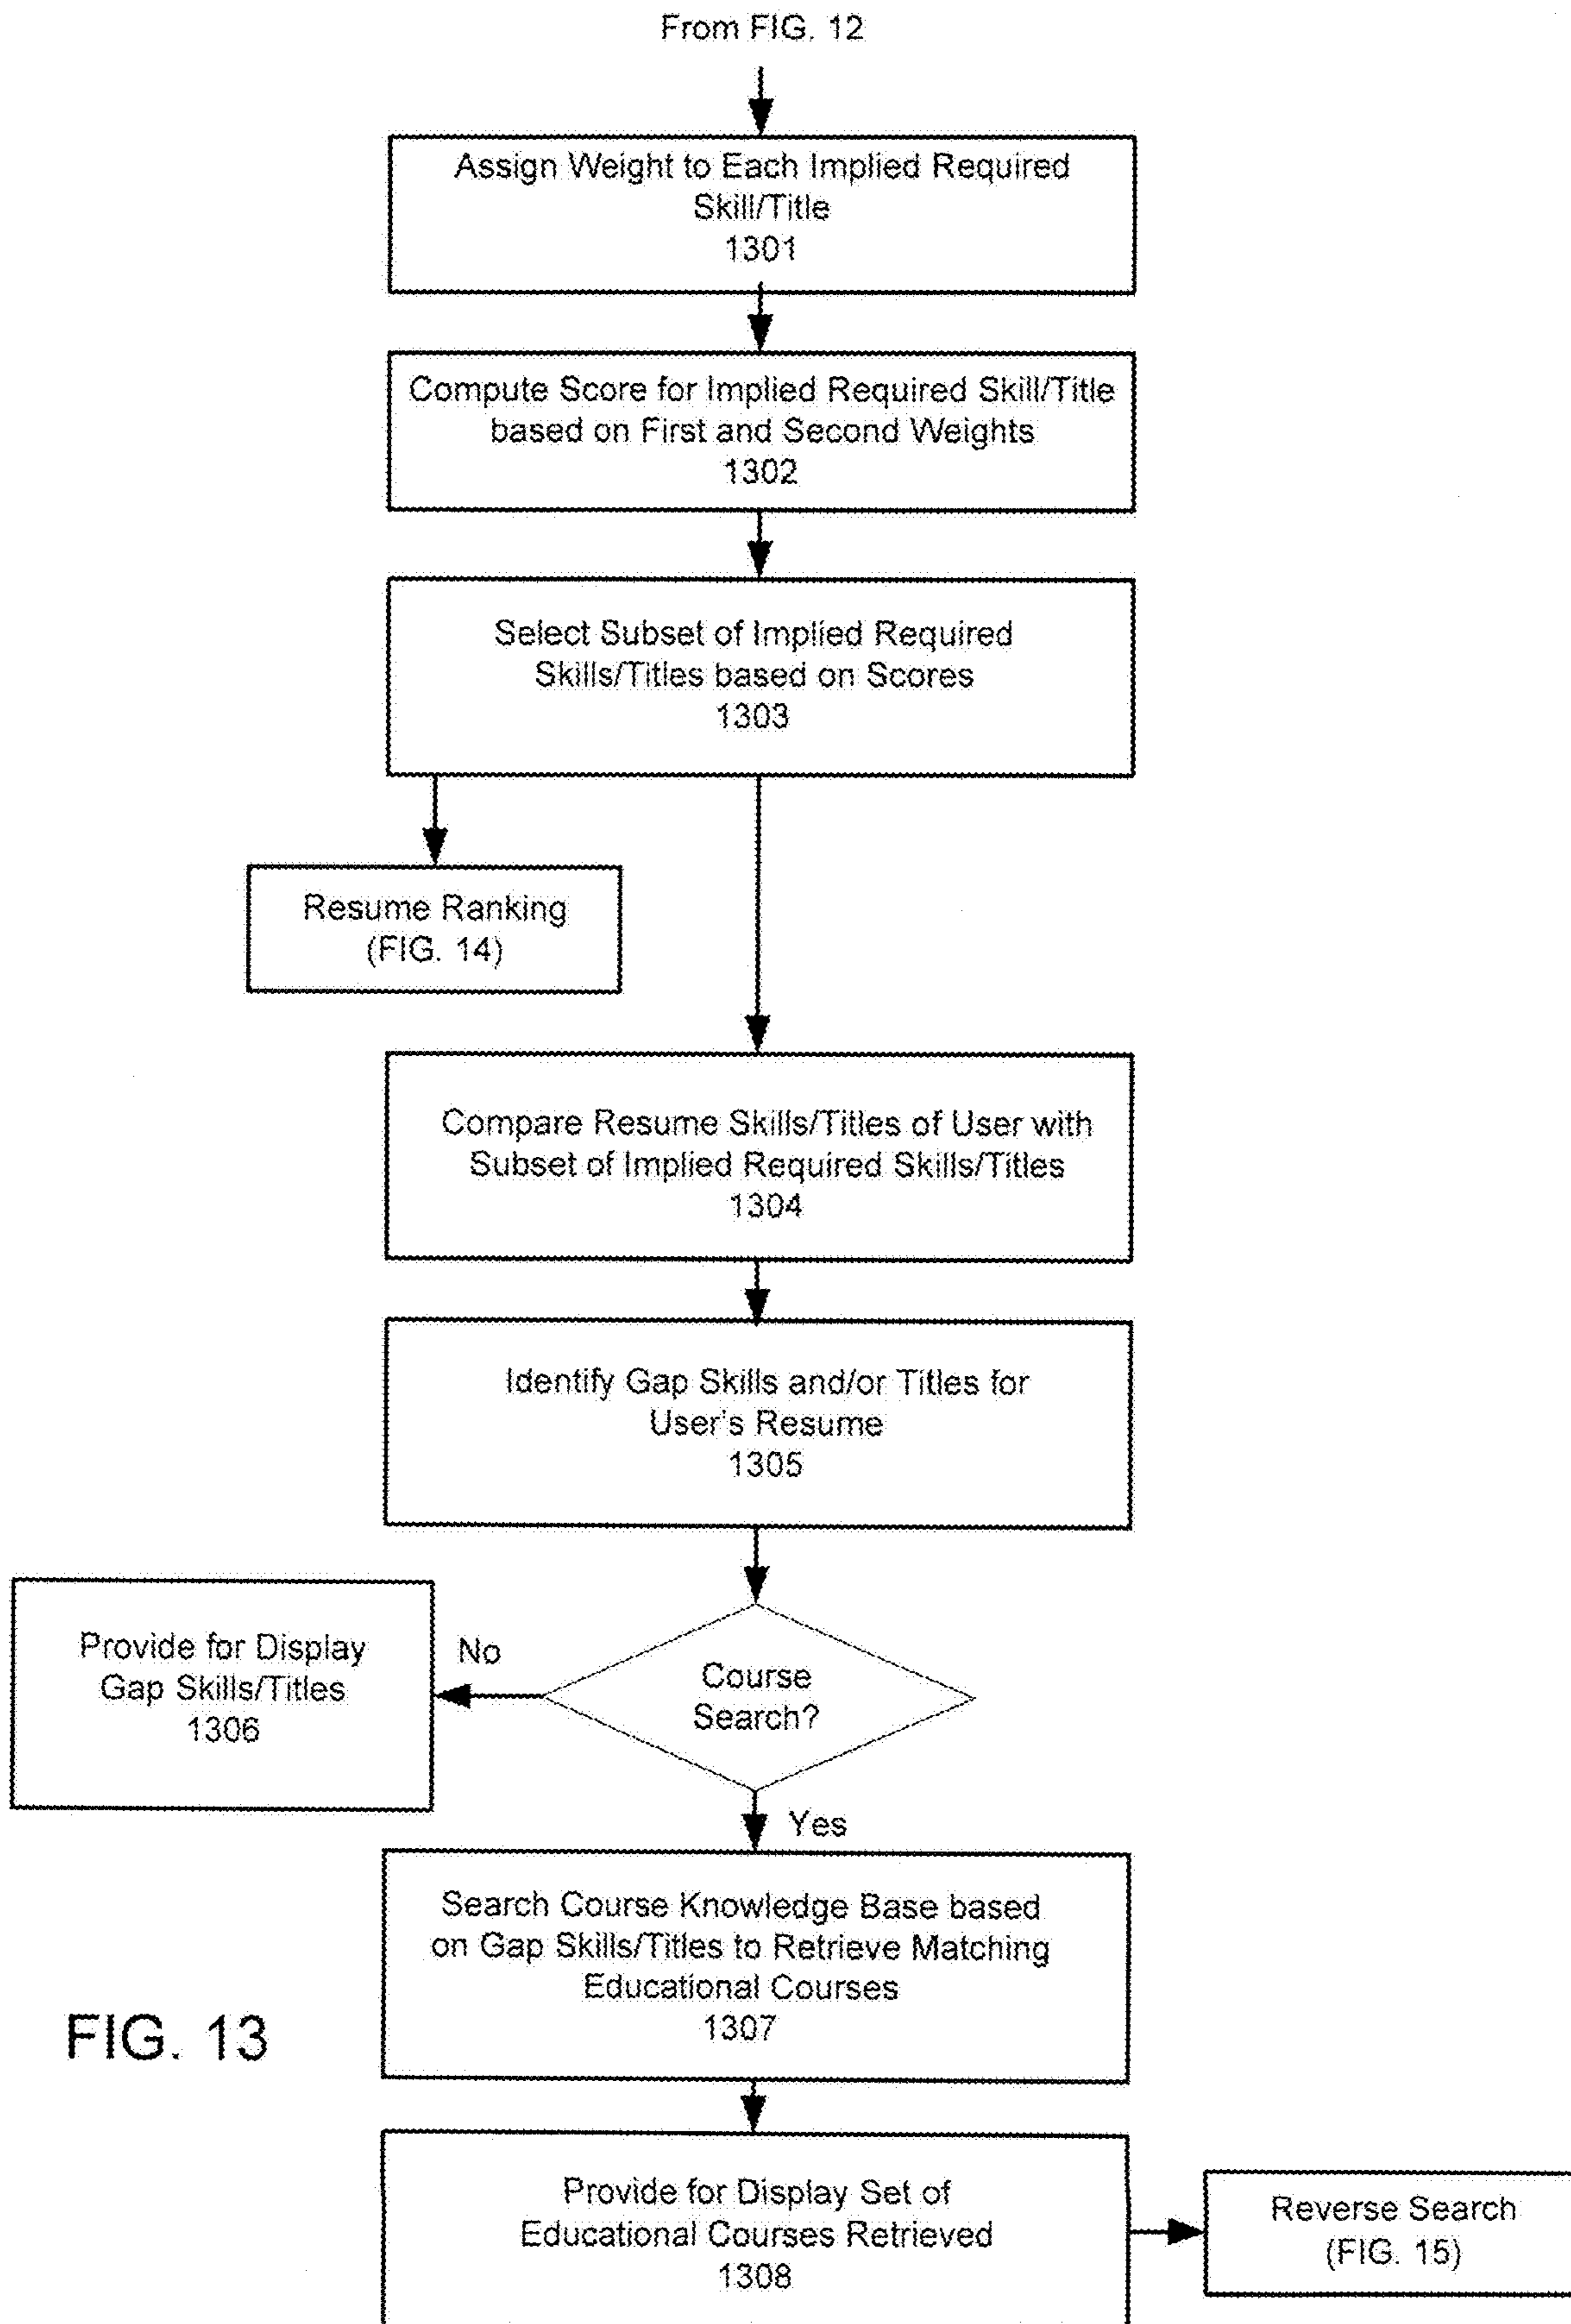 From FIG. 12
Assign Weight to Each Implied Required
Skill/Title
1301
Compute Score for Implied Required Skill/Title
based on First and Second Weights
1302
Select Subset of Implied Required
Skills/Titles based on Scores
1303
Resume Ranking
(FIG. 14)
Compare Resume Skills/Titles of User with
Subset of Implied Required Skills/Titles
1304
Identify Gap Skills and/or Titles for
User's Resume
1305
Provide for Display
Gap Skills/Titles
1306
No
Course
Search?
Yes
Search Course Knowledge Base based
on Gap Skills/Titles to Retrieve Matching
Educational Courses
1307
FIG. 13
Provide for Display Set of
Educational Courses Retrieved
1308
Reverse Search
(FIG. 15)